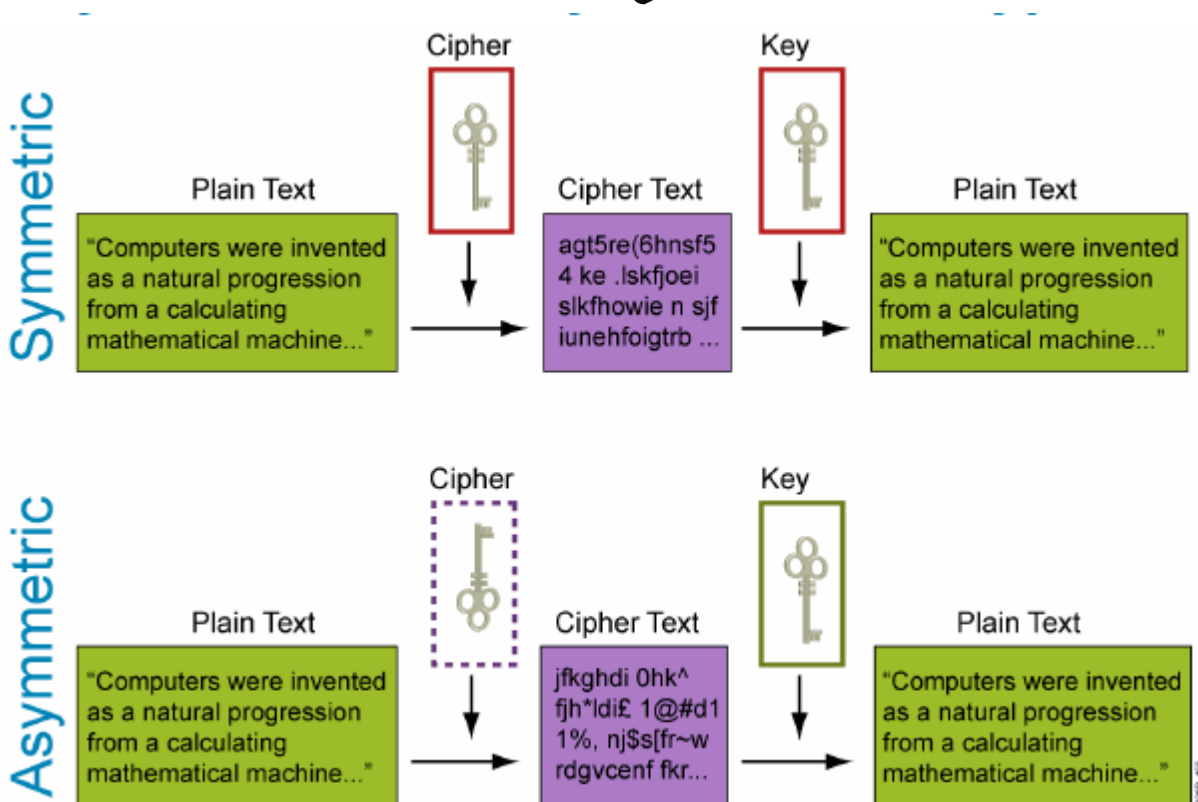 Symmetric
Cipher
Key
Plain Text
Cipher Text
Plain Text
“Computers were invented
as a natural progression
from a calculating
mathematical machine...”
agt5re(6hnsf5
4 ke .lskfjoei
slkfhowie n sjf
iunehfoigtrb ...
“Computers were invented
as a natural progression
from a calculating
mathematical machine...”
Asymmetric
Cipher
Key
Plain Text
Cipher Text
Plain Text
“Computers were invented
as a natural progression
from a calculating
mathematical machine...”
jfkghdi 0hk^
fjh*ldi£ 1@#d1
1%, nj$s[fr~w
rdgvcenf fkr...
“Computers were invented
as a natural progression
from a calculating
mathematical machine...”